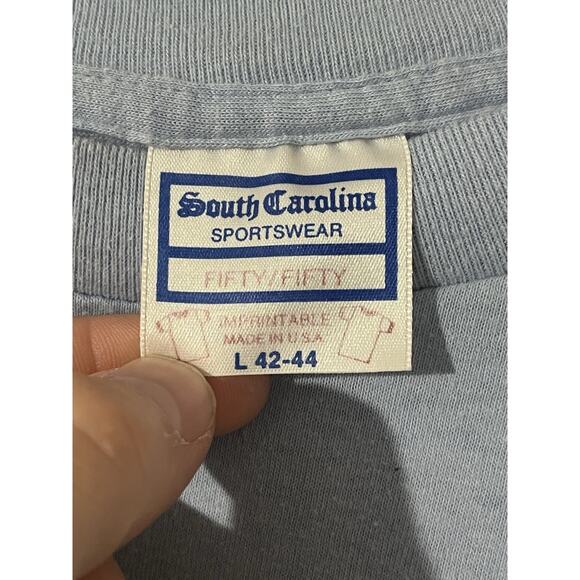 South Carolina
SPORTSWEAR
FIFTY/FIFTY
IMPRINTABLE
MADE IN U.S.A.
L 42-44